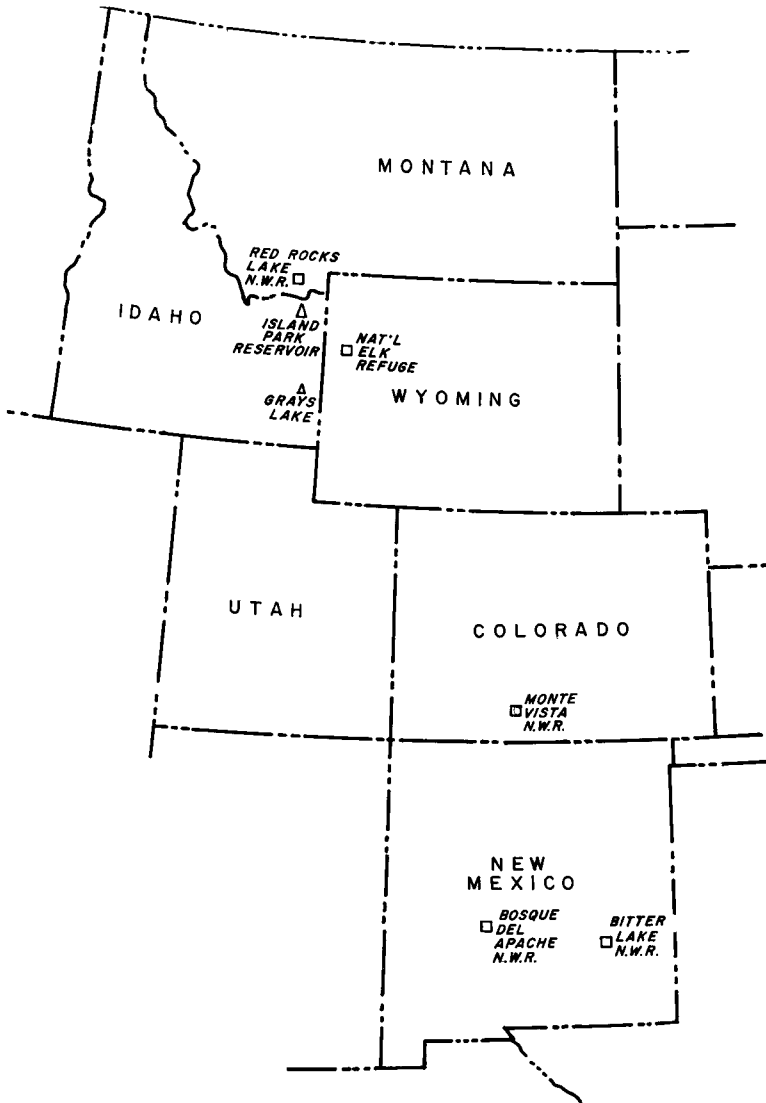 MONTANA
RED ROCKS
LAKE
N.W.R.
IDAHO
ISLAND
PARK
RESERVOIR
NAT'L
ELK
REFUGE
GRAYS
LAKE
WYOMING
UTAH
COLORADO
MONTE
VISTA
N.W.R.
NEW
MEXICO
BOSQUE
DEL
APACHE
N.W.R.
BITTER
LAKE
N.W.R.